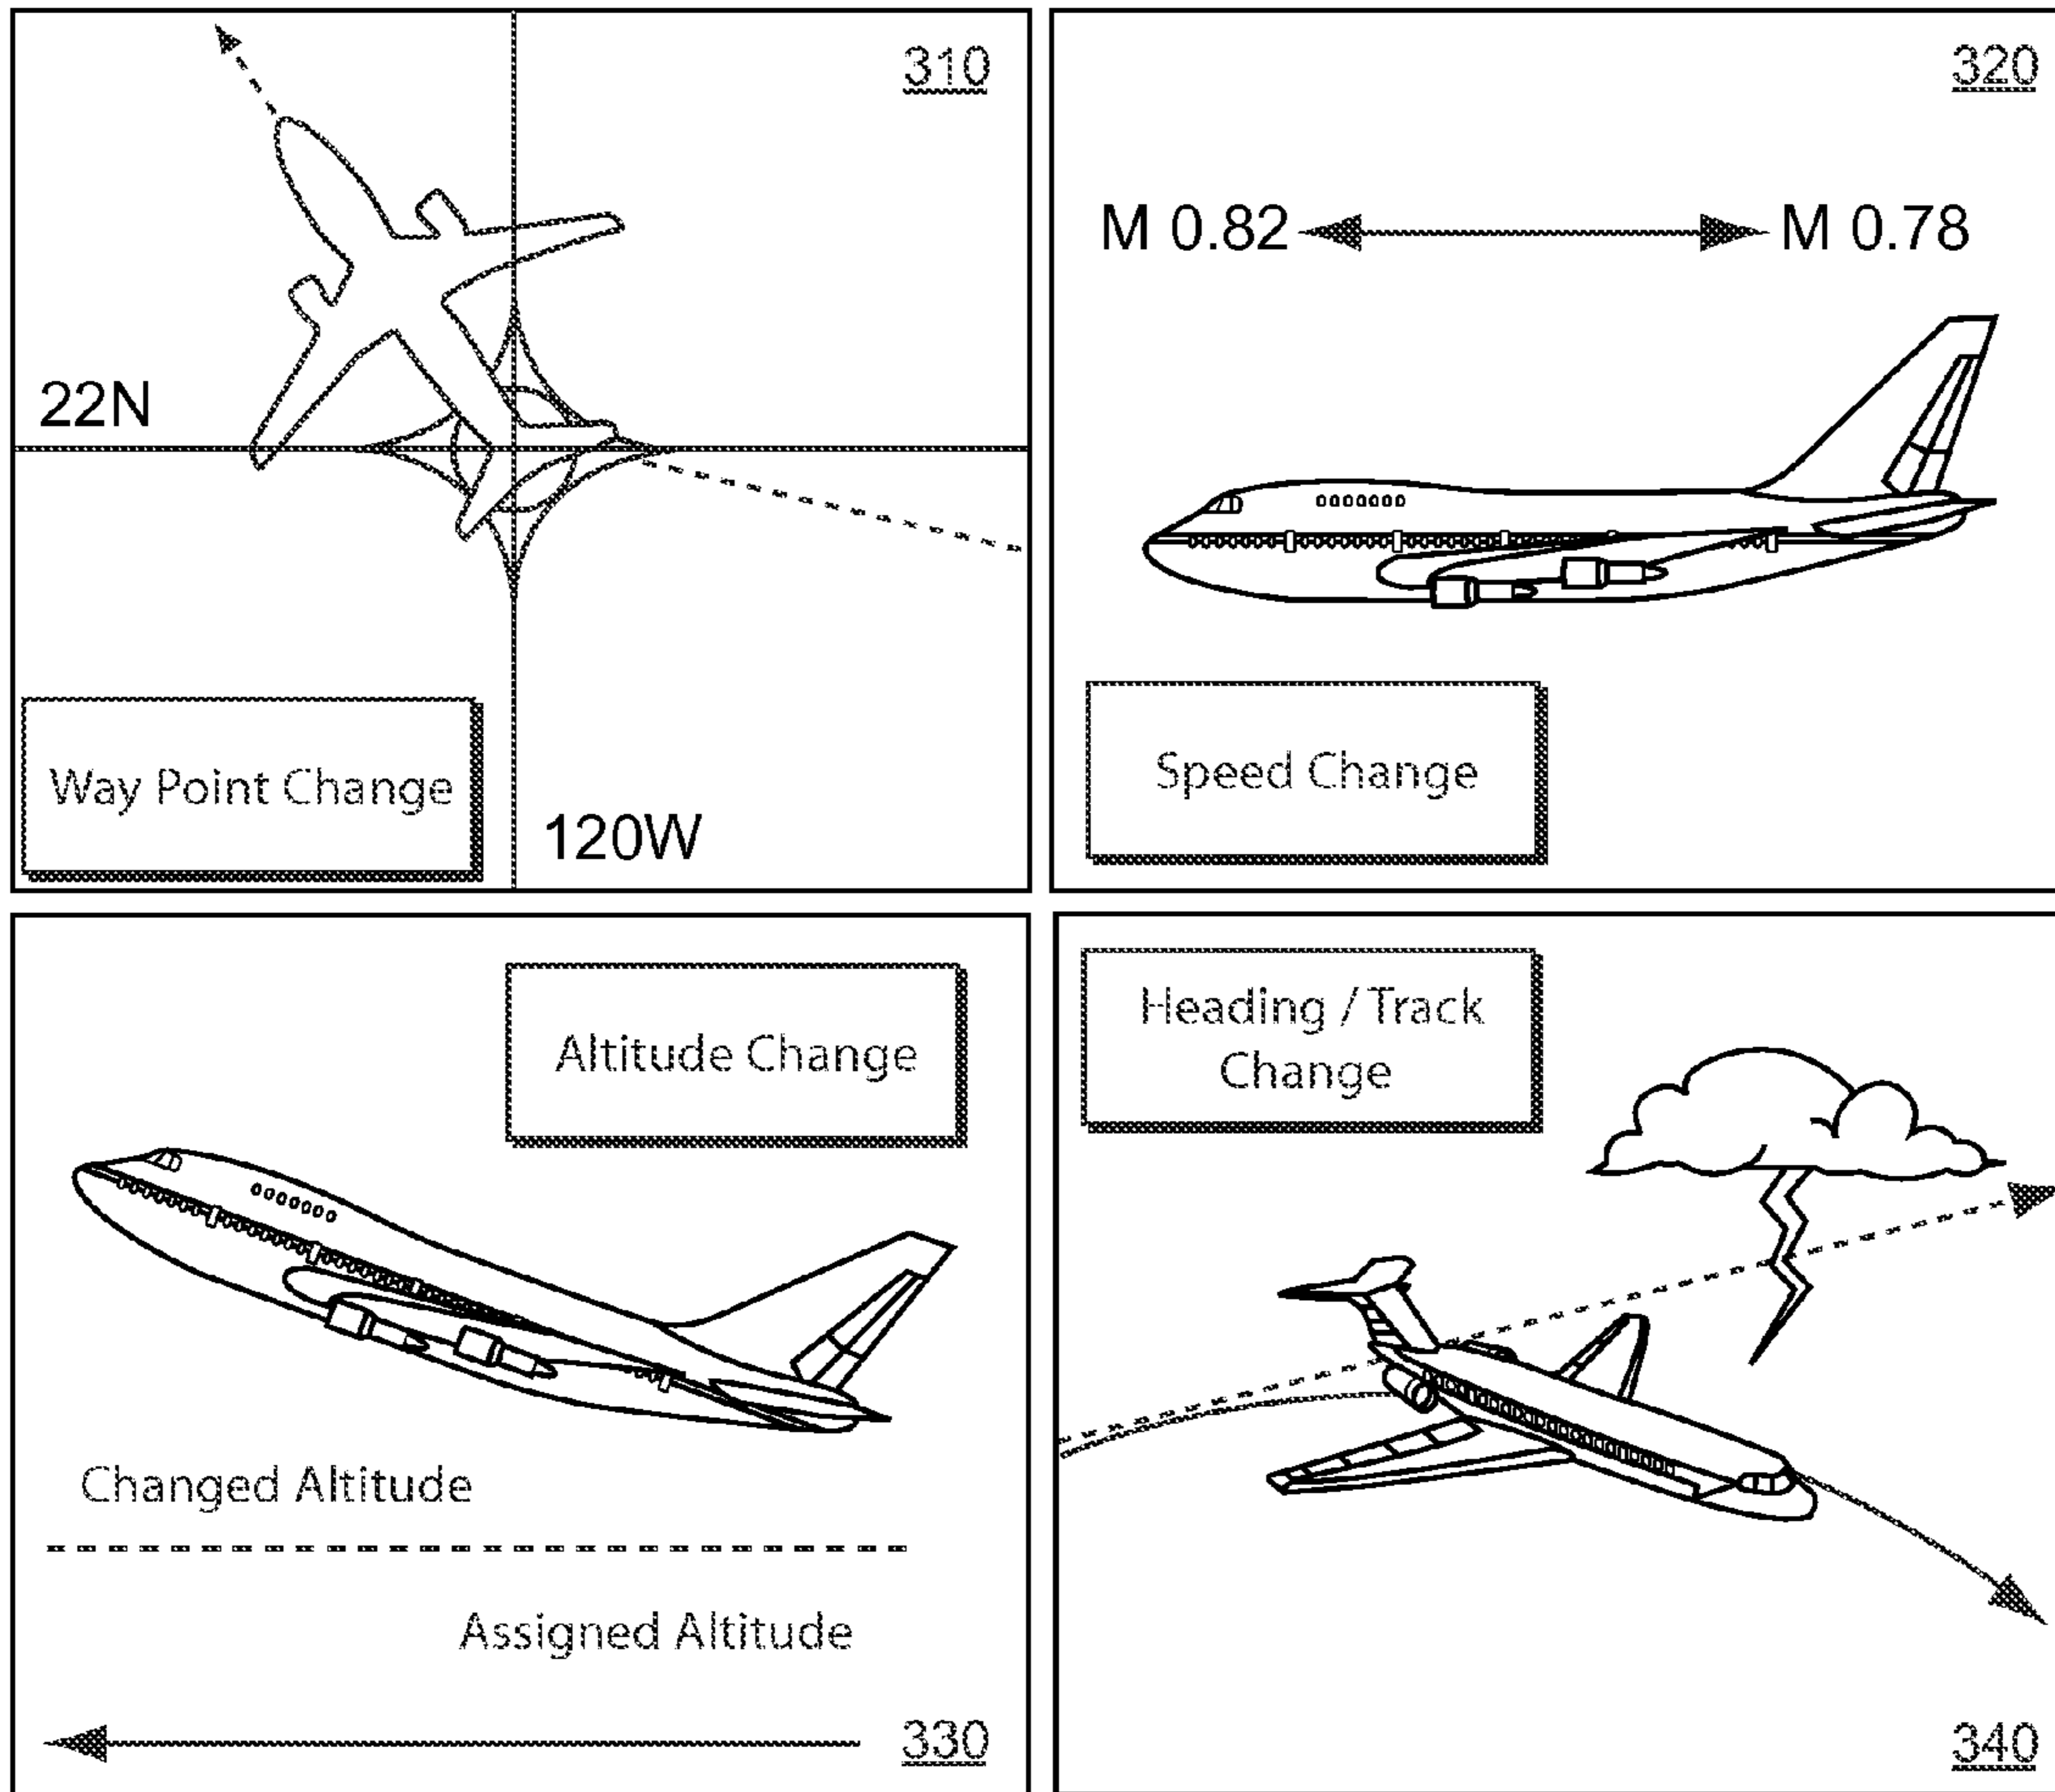 310
22N
Way Point Change
120W
320
M 0.82
M 0.78
Speed Change
Altitude Change
Changed Altitude
Assigned Altitude
330
Heading / Track
Change
340